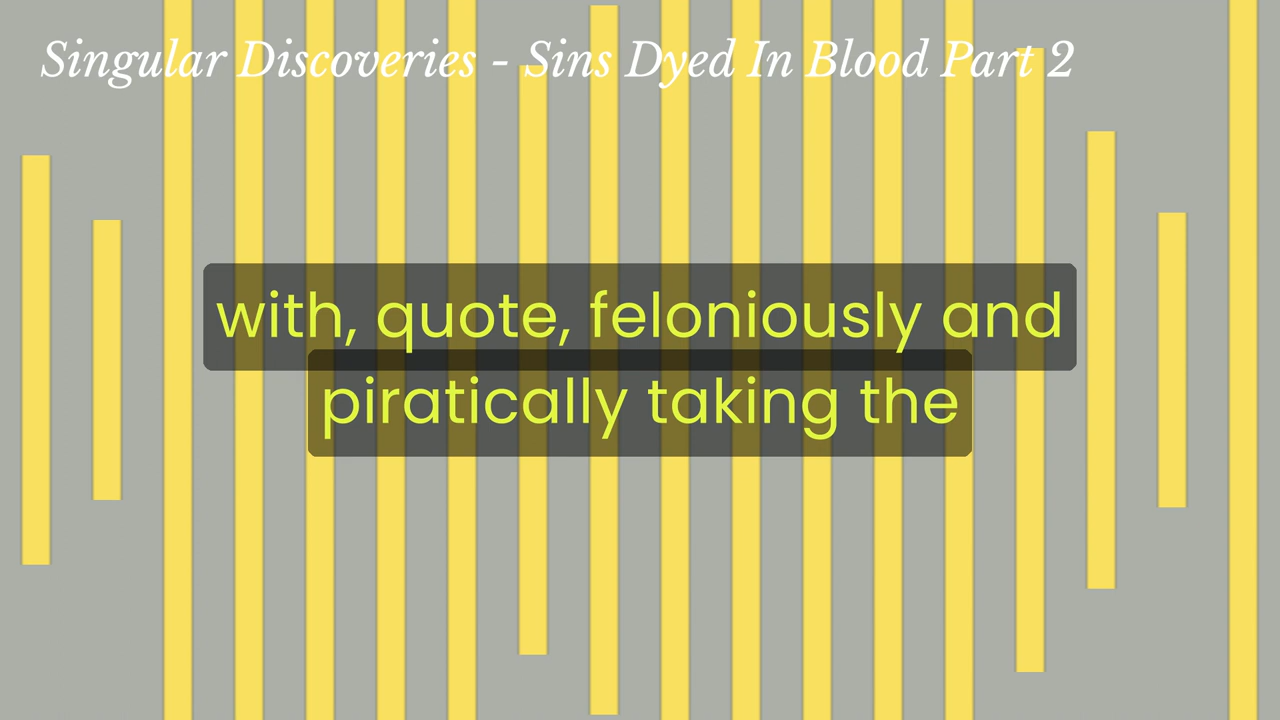 Singular Discoveries - Sins Dyed In Blood Part 2
with, quote, feloniously and
piratically taking the